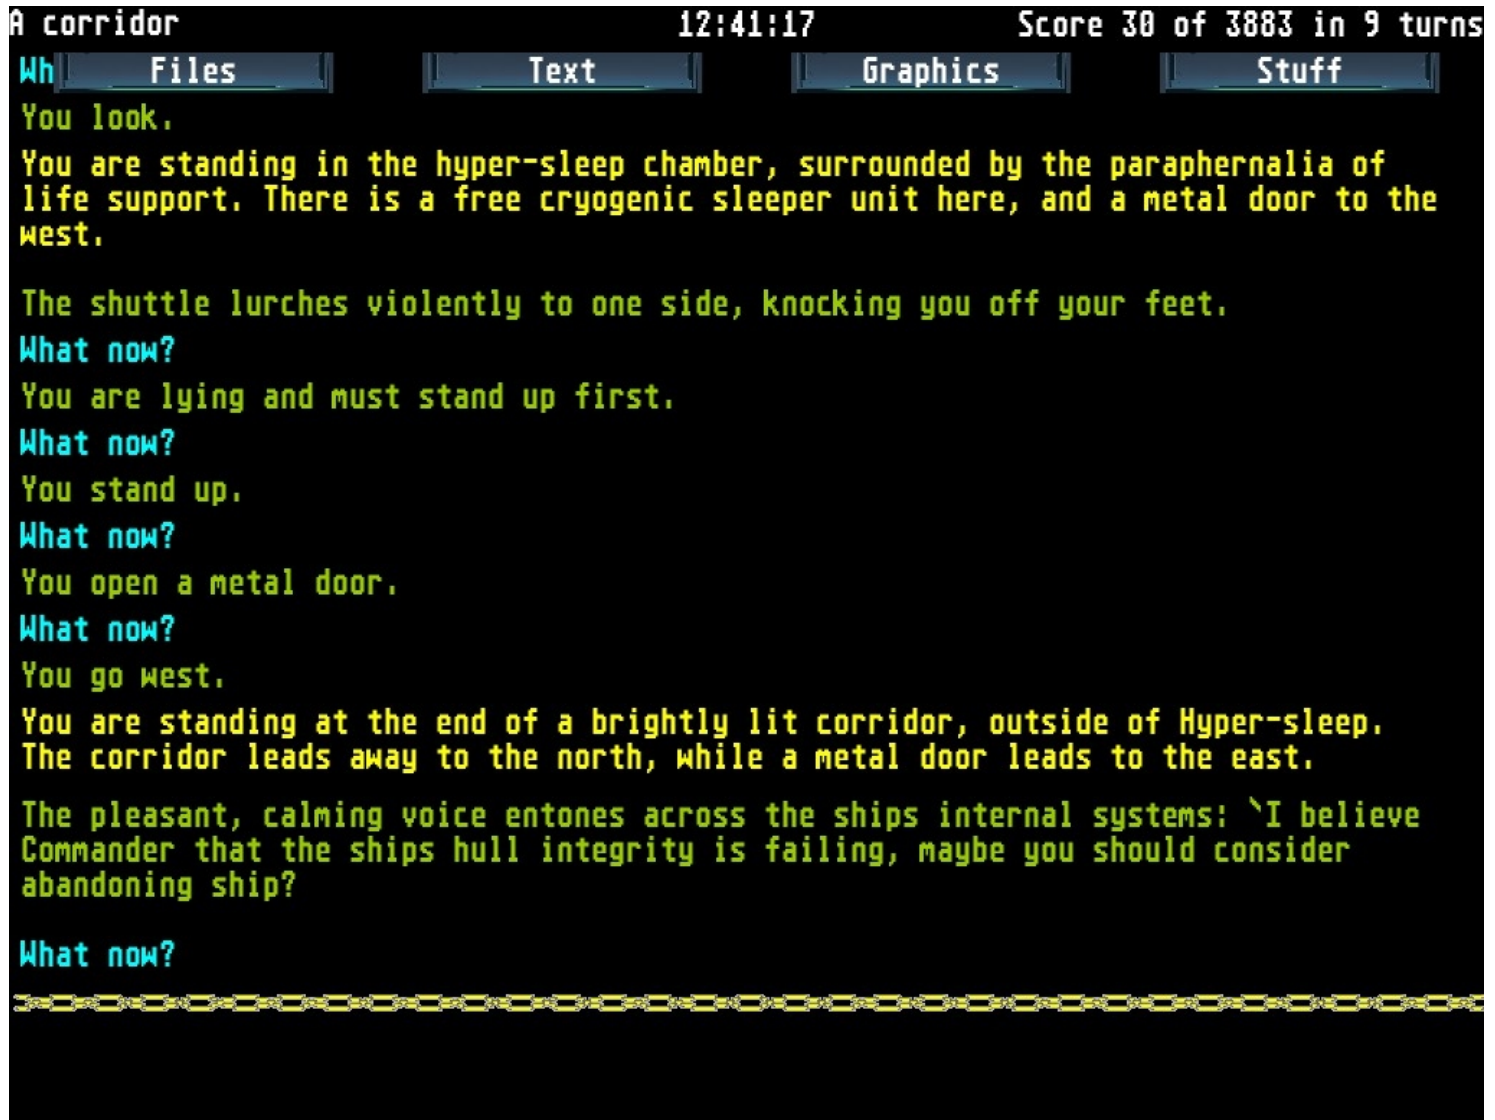 A corridor 12:41:17 Score 30 of 3883 in 9 turns
Wh Files Text Graphics Stuff
You look.
You are standing in the hyper-sleep chamber, surrounded by the paraphernalia of
life support. There is a free cryogenic sleeper unit here, and a metal door to the
west.
The shuttle lurches violently to one side, knocking you off your feet.
What now?
You are lying and must stand up first.
What now?
You stand up.
What now?
You open a metal door.
What now?
You go west.
You are standing at the end of a brightly lit corridor, outside of Hyper-sleep.
The corridor leads away to the north, while a metal door leads to the east.
The pleasant, calming voice entones across the ships internal systems: `I believe
Commander that the ships hull integrity is failing, maybe you should consider
abandoning ship?
What now?